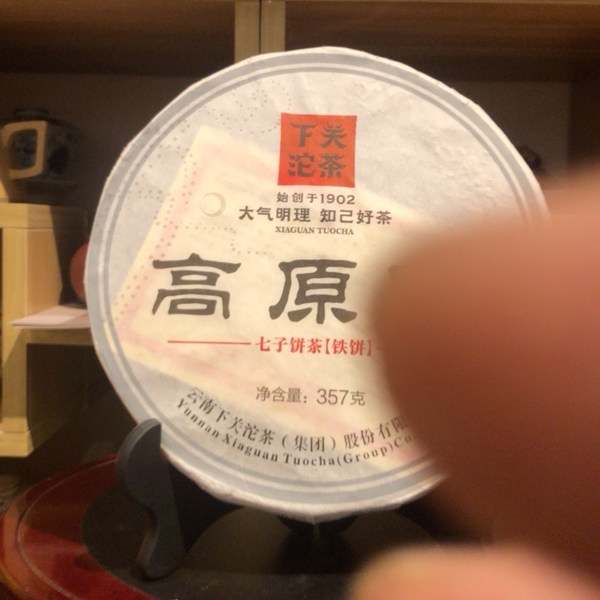 下关
沱茶
始创于1902
大气明理 知己好茶
XIAGUAN TUOCHA
高原
七子饼茶【铁饼】
净含量：357克
云南下关沱茶（集团）股份有限
Yunnan Xiaguan Tuocha(Group)Co